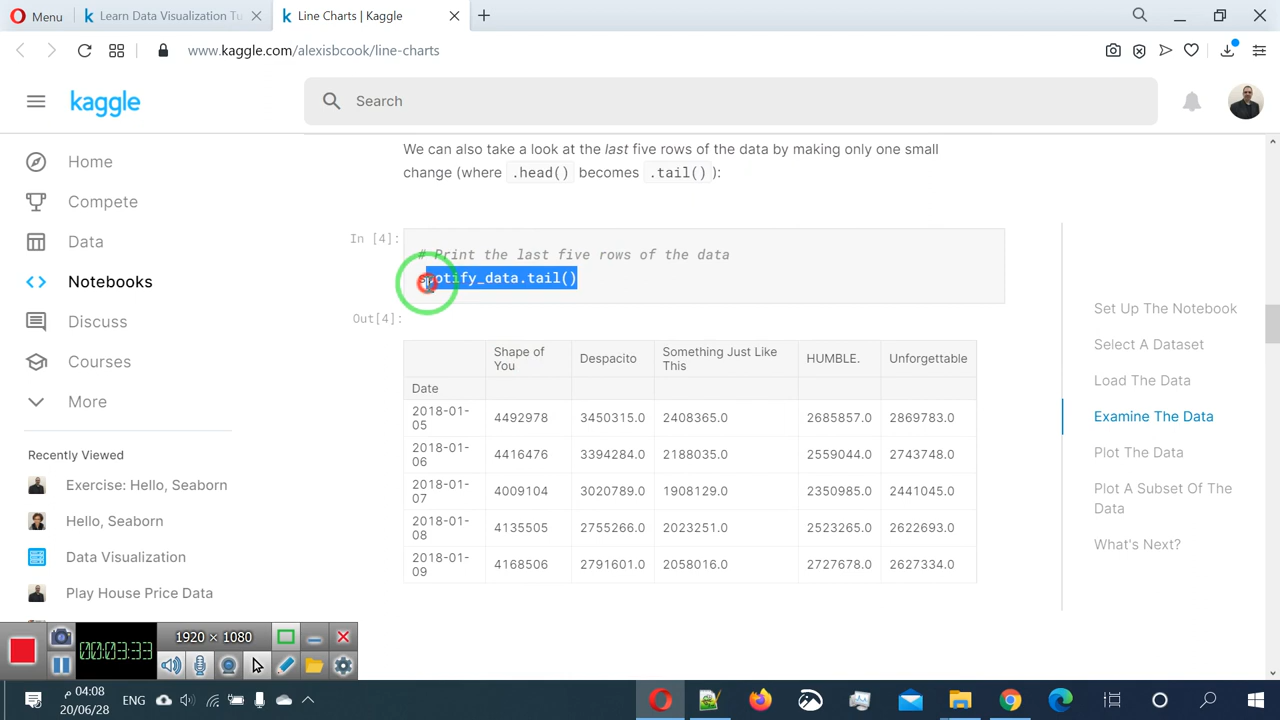 Menu
Learn Data Visualization Tu
Line Charts | Kaggle
www.kaggle.com/alexisbcook/line-charts
kaggle
Search
Home
Compete
Data
Notebooks
Discuss
Courses
More
Recently Viewed
Exercise: Hello, Seaborn
Hello, Seaborn
Data Visualization
Play House Price Data
We can also take a look at the last five rows of the data by making only one small
change (where .head() becomes .tail() ):
In [4]:
# Print the last five rows of the data
spotify_data.tail()
Out[4]:
Shape of You Despacito Something Just Like This HUMBLE. Unforgettable
Date
2018-01-05 4492978 3450315.0 2408365.0 2685857.0 2869783.0
2018-01-06 4416476 3394284.0 2188035.0 2559044.0 2743748.0
2018-01-07 4009104 3020789.0 1908129.0 2350985.0 2441045.0
2018-01-08 4135505 2755266.0 2023251.0 2523265.0 2622693.0
2018-01-09 4168506 2791601.0 2058016.0 2727678.0 2627334.0
Set Up The Notebook
Select A Dataset
Load The Data
Examine The Data
Plot The Data
Plot A Subset Of The
Data
What's Next?
1920 × 1080
00:03:33
ENG
04:08 م
20/06/28